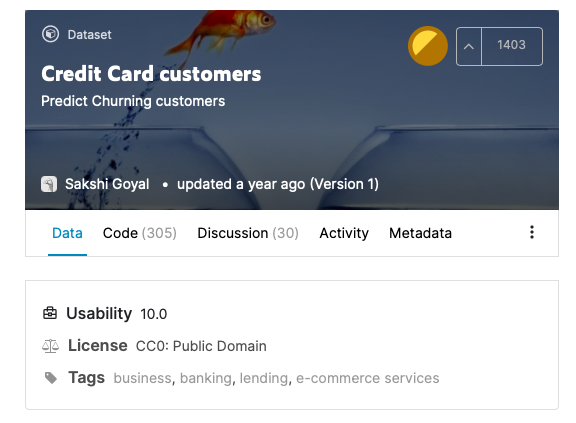 Dataset
1403
Credit Card customers
Predict Churning customers
Sakshi Goyal • updated a year ago (Version 1)
Data Code (305) Discussion (30) Activity Metadata
Usability 10.0
License CC0: Public Domain
Tags business, banking, lending, e-commerce services